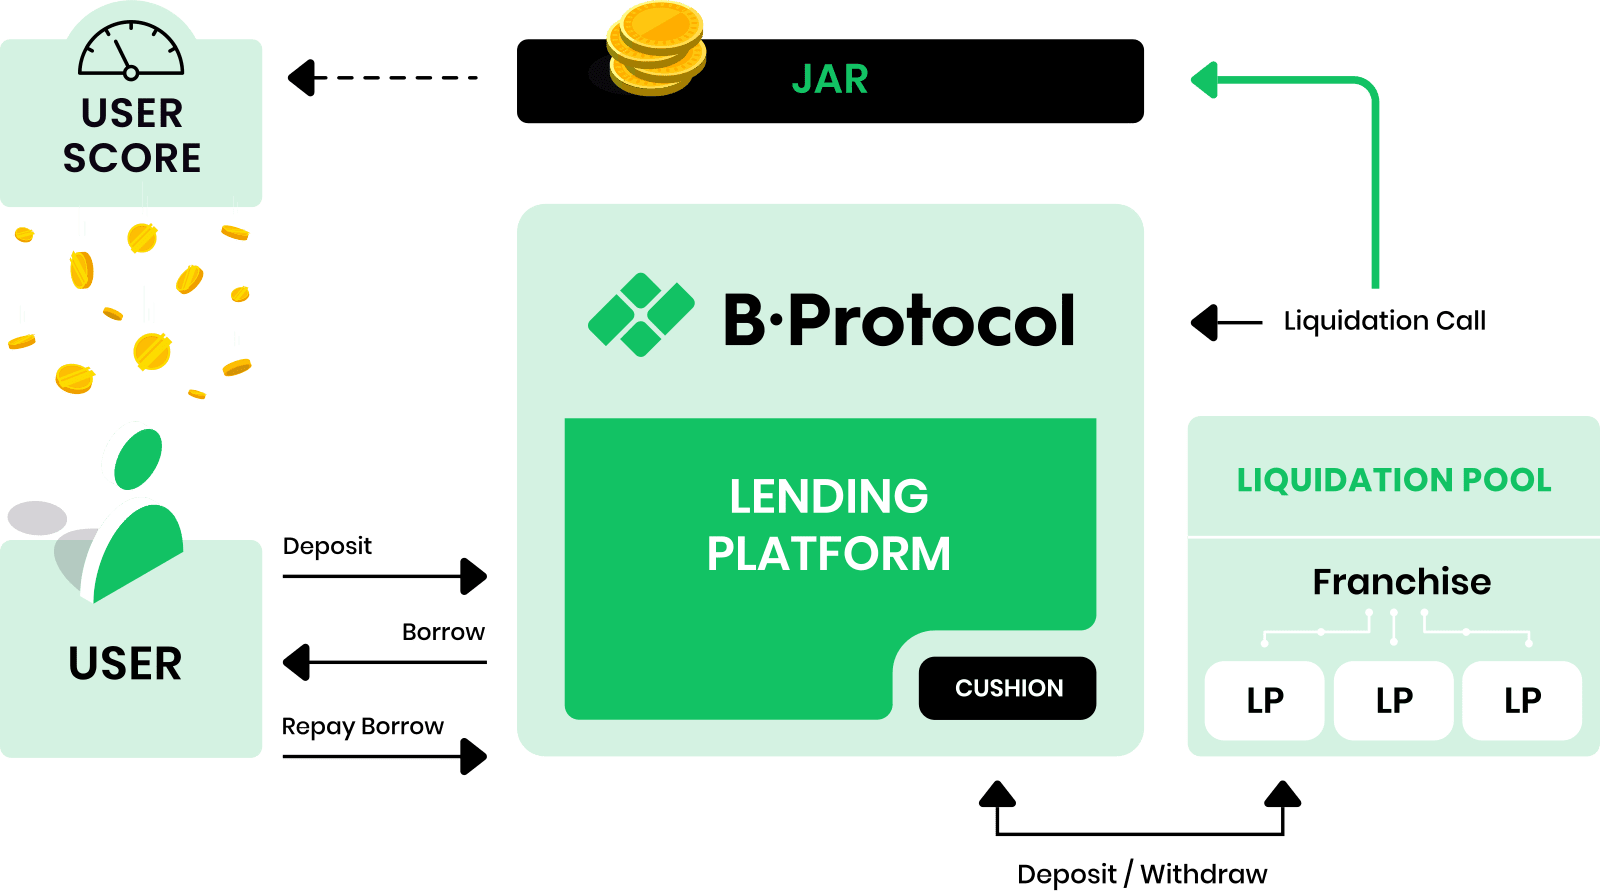 USER
SCORE
JAR
B·Protocol
Liquidation Call
LENDING
PLATFORM
CUSHION
LIQUIDATION POOL
Franchise
LP LP LP
Deposit
Borrow
Repay Borrow
USER
Deposit / Withdraw